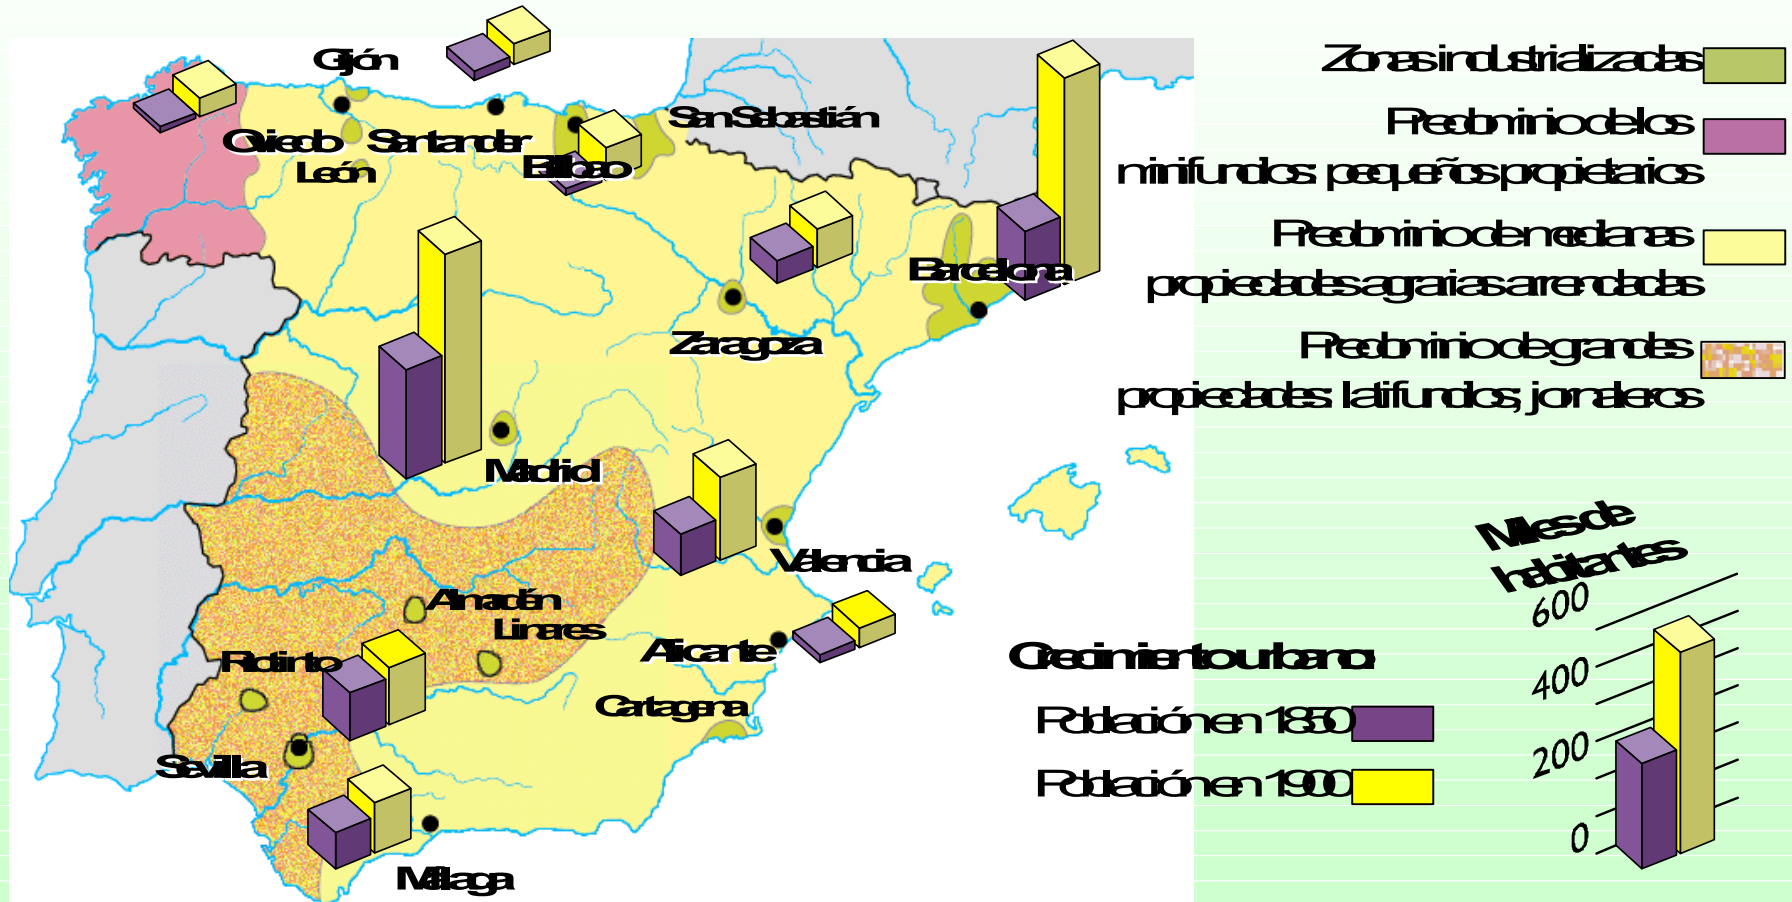 Gijón
Oviedo
Santander
León
Bilbao
San Sebastián
Barcelona
Zaragoza
Madrid
Valencia
Almadén
Linares
Alicante
Riotinto
Cartagena
Sevilla
Málaga
Zonas industrializadas
Predominio de los
minifundios: pequeños propietarios
Predominio de medianas
propiedades agrarias arrendadas
Predominio de grandes
propiedades: latifundios; jornaleros
Miles de
habitantes
600
400
200
0
Crecimiento urbano:
Población en 1850
Población en 1900